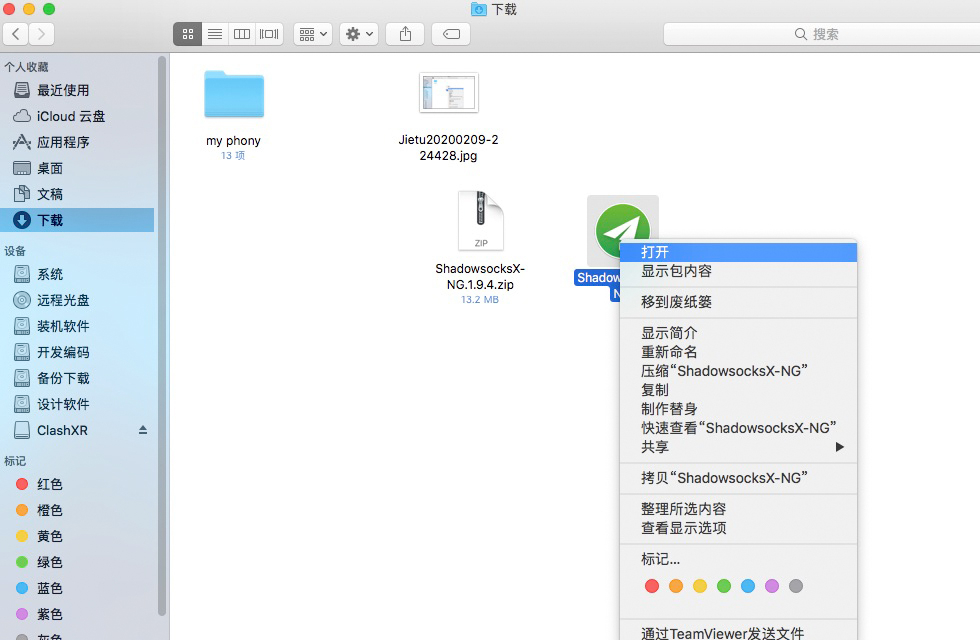 下载
搜索
个人收藏
最近使用
iCloud 云盘
应用程序
桌面
文稿
下载
设备
系统
远程光盘
装机软件
开发编码
备份下载
设计软件
ClashXR
标记
红色
橙色
黄色
绿色
蓝色
紫色
灰色
my phony
13 项
Jietu20200209-2
24428.jpg
ZIP
ShadowsocksX-
NG.1.9.4.zip
13.2 MB
Shadow
N
打开
显示包内容
移到废纸篓
显示简介
重新命名
压缩“ShadowsocksX-NG”
复制
制作替身
快速查看“ShadowsocksX-NG”
共享
拷贝“ShadowsocksX-NG”
整理所选内容
查看显示选项
标记...
通过TeamViewer发送文件